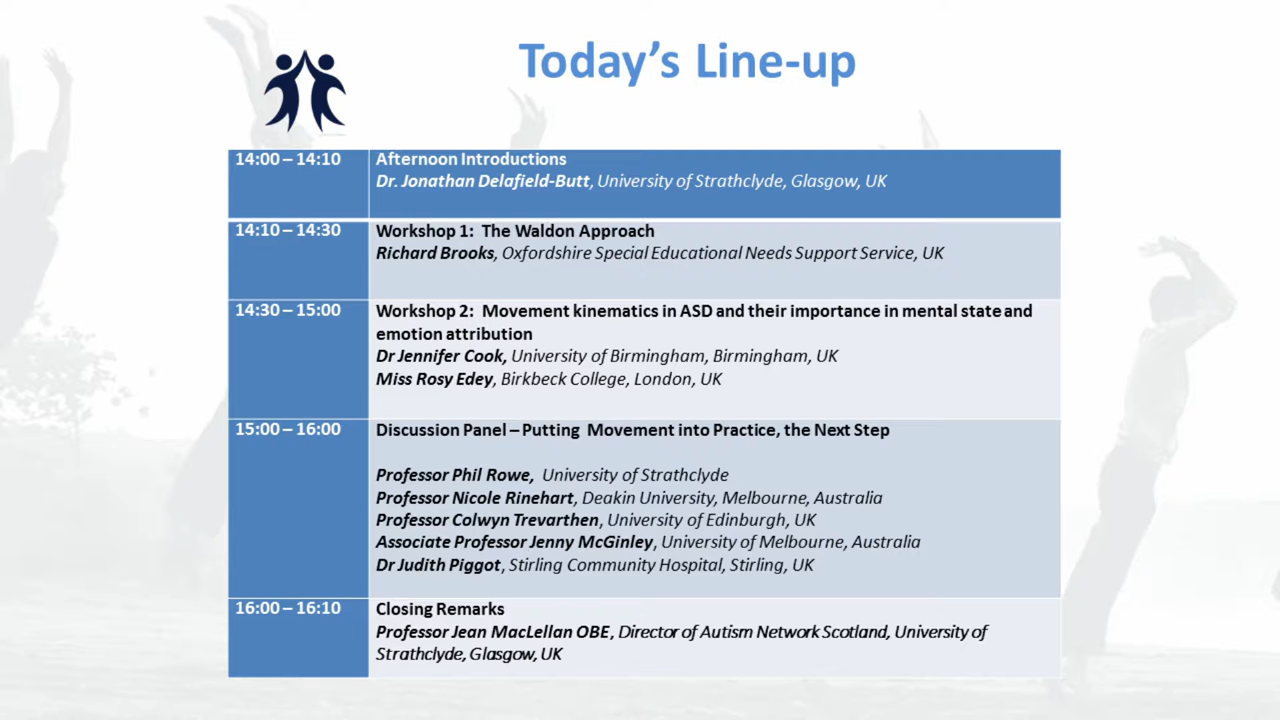 Today's Line-up
14:00 – 14:10
Afternoon Introductions
Dr. Jonathan Delafield-Butt, University of Strathclyde, Glasgow, UK
14:10 – 14:30
Workshop 1:  The Waldon Approach
Richard Brooks, Oxfordshire Special Educational Needs Support Service, UK
14:30 – 15:00
Workshop 2:  Movement kinematics in ASD and their importance in mental state and
emotion attribution
Dr Jennifer Cook, University of Birmingham, Birmingham, UK
Miss Rosy Edey, Birkbeck College, London, UK
15:00 – 16:00
Discussion Panel – Putting  Movement into Practice, the Next Step
Professor Phil Rowe,  University of Strathclyde
Professor Nicole Rinehart, Deakin University, Melbourne, Australia
Professor Colwyn Trevarthen, University of Edinburgh, UK
Associate Professor Jenny McGinley, University of Melbourne, Australia
Dr Judith Piggot, Stirling Community Hospital, Stirling, UK
16:00 – 16:10
Closing Remarks
Professor Jean MacLellan OBE, Director of Autism Network Scotland, University of
Strathclyde, Glasgow, UK